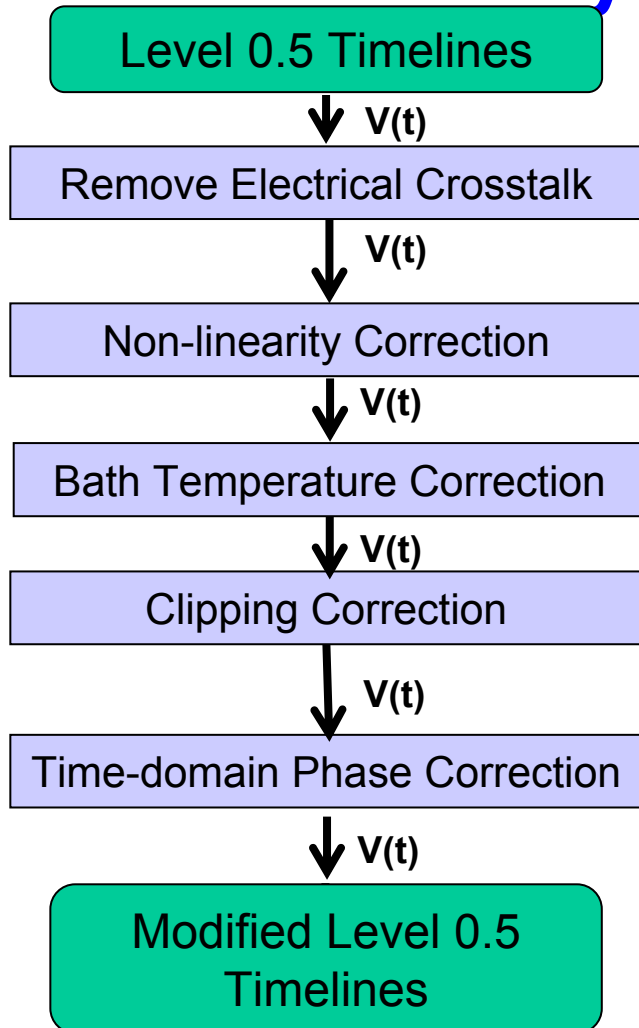 Level 0.5 Timelines
V(t)
Remove Electrical Crosstalk
V(t)
Non-linearity Correction
V(t)
Bath Temperature Correction
V(t)
Clipping Correction
V(t)
Time-domain Phase Correction
V(t)
Modified Level 0.5
Timelines